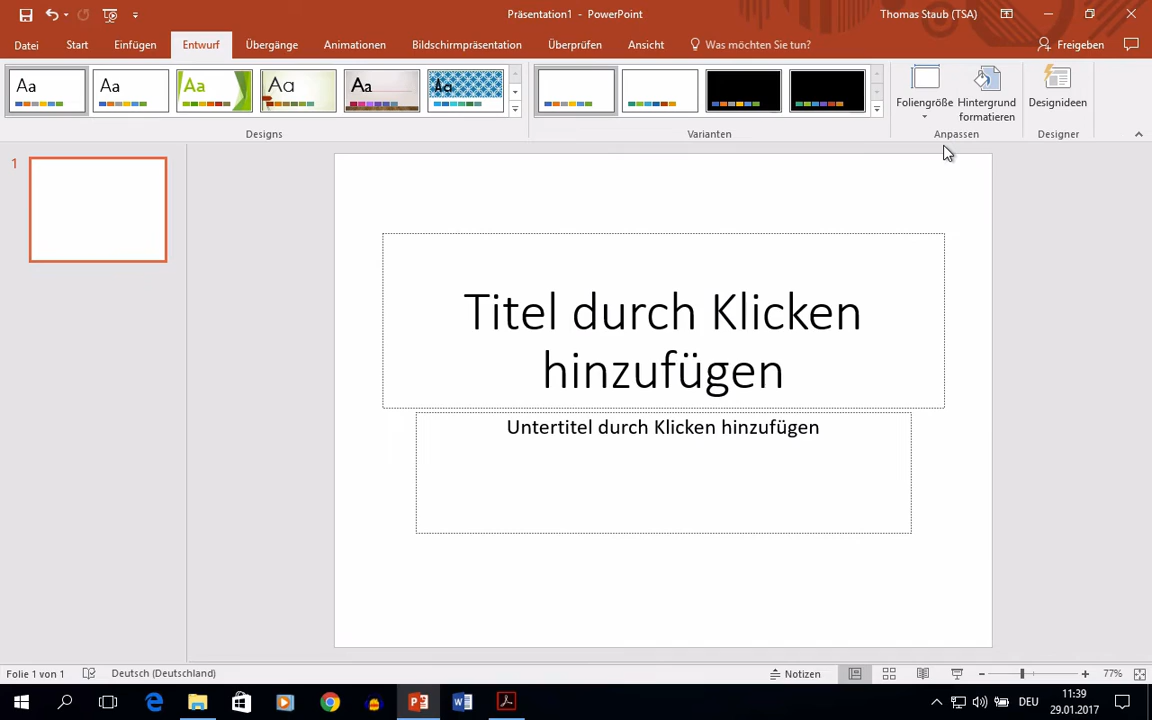 Präsentation1 - PowerPoint
Thomas Staub (TSA)
Datei
Start
Einfügen
Entwurf
Übergänge
Animationen
Bildschirmpräsentation
Überprüfen
Ansicht
Was möchten Sie tun?
Freigeben
Aa
Aa
Aa
Aa
Aa
Aa
Foliengröße
Hintergrund
formatieren
Designideen
Designs
Varianten
Anpassen
Designer
1
Titel durch Klicken
hinzufügen
Untertitel durch Klicken hinzufügen
Folie 1 von 1
Deutsch (Deutschland)
Notizen
77%
DEU
11:39
29.01.2017